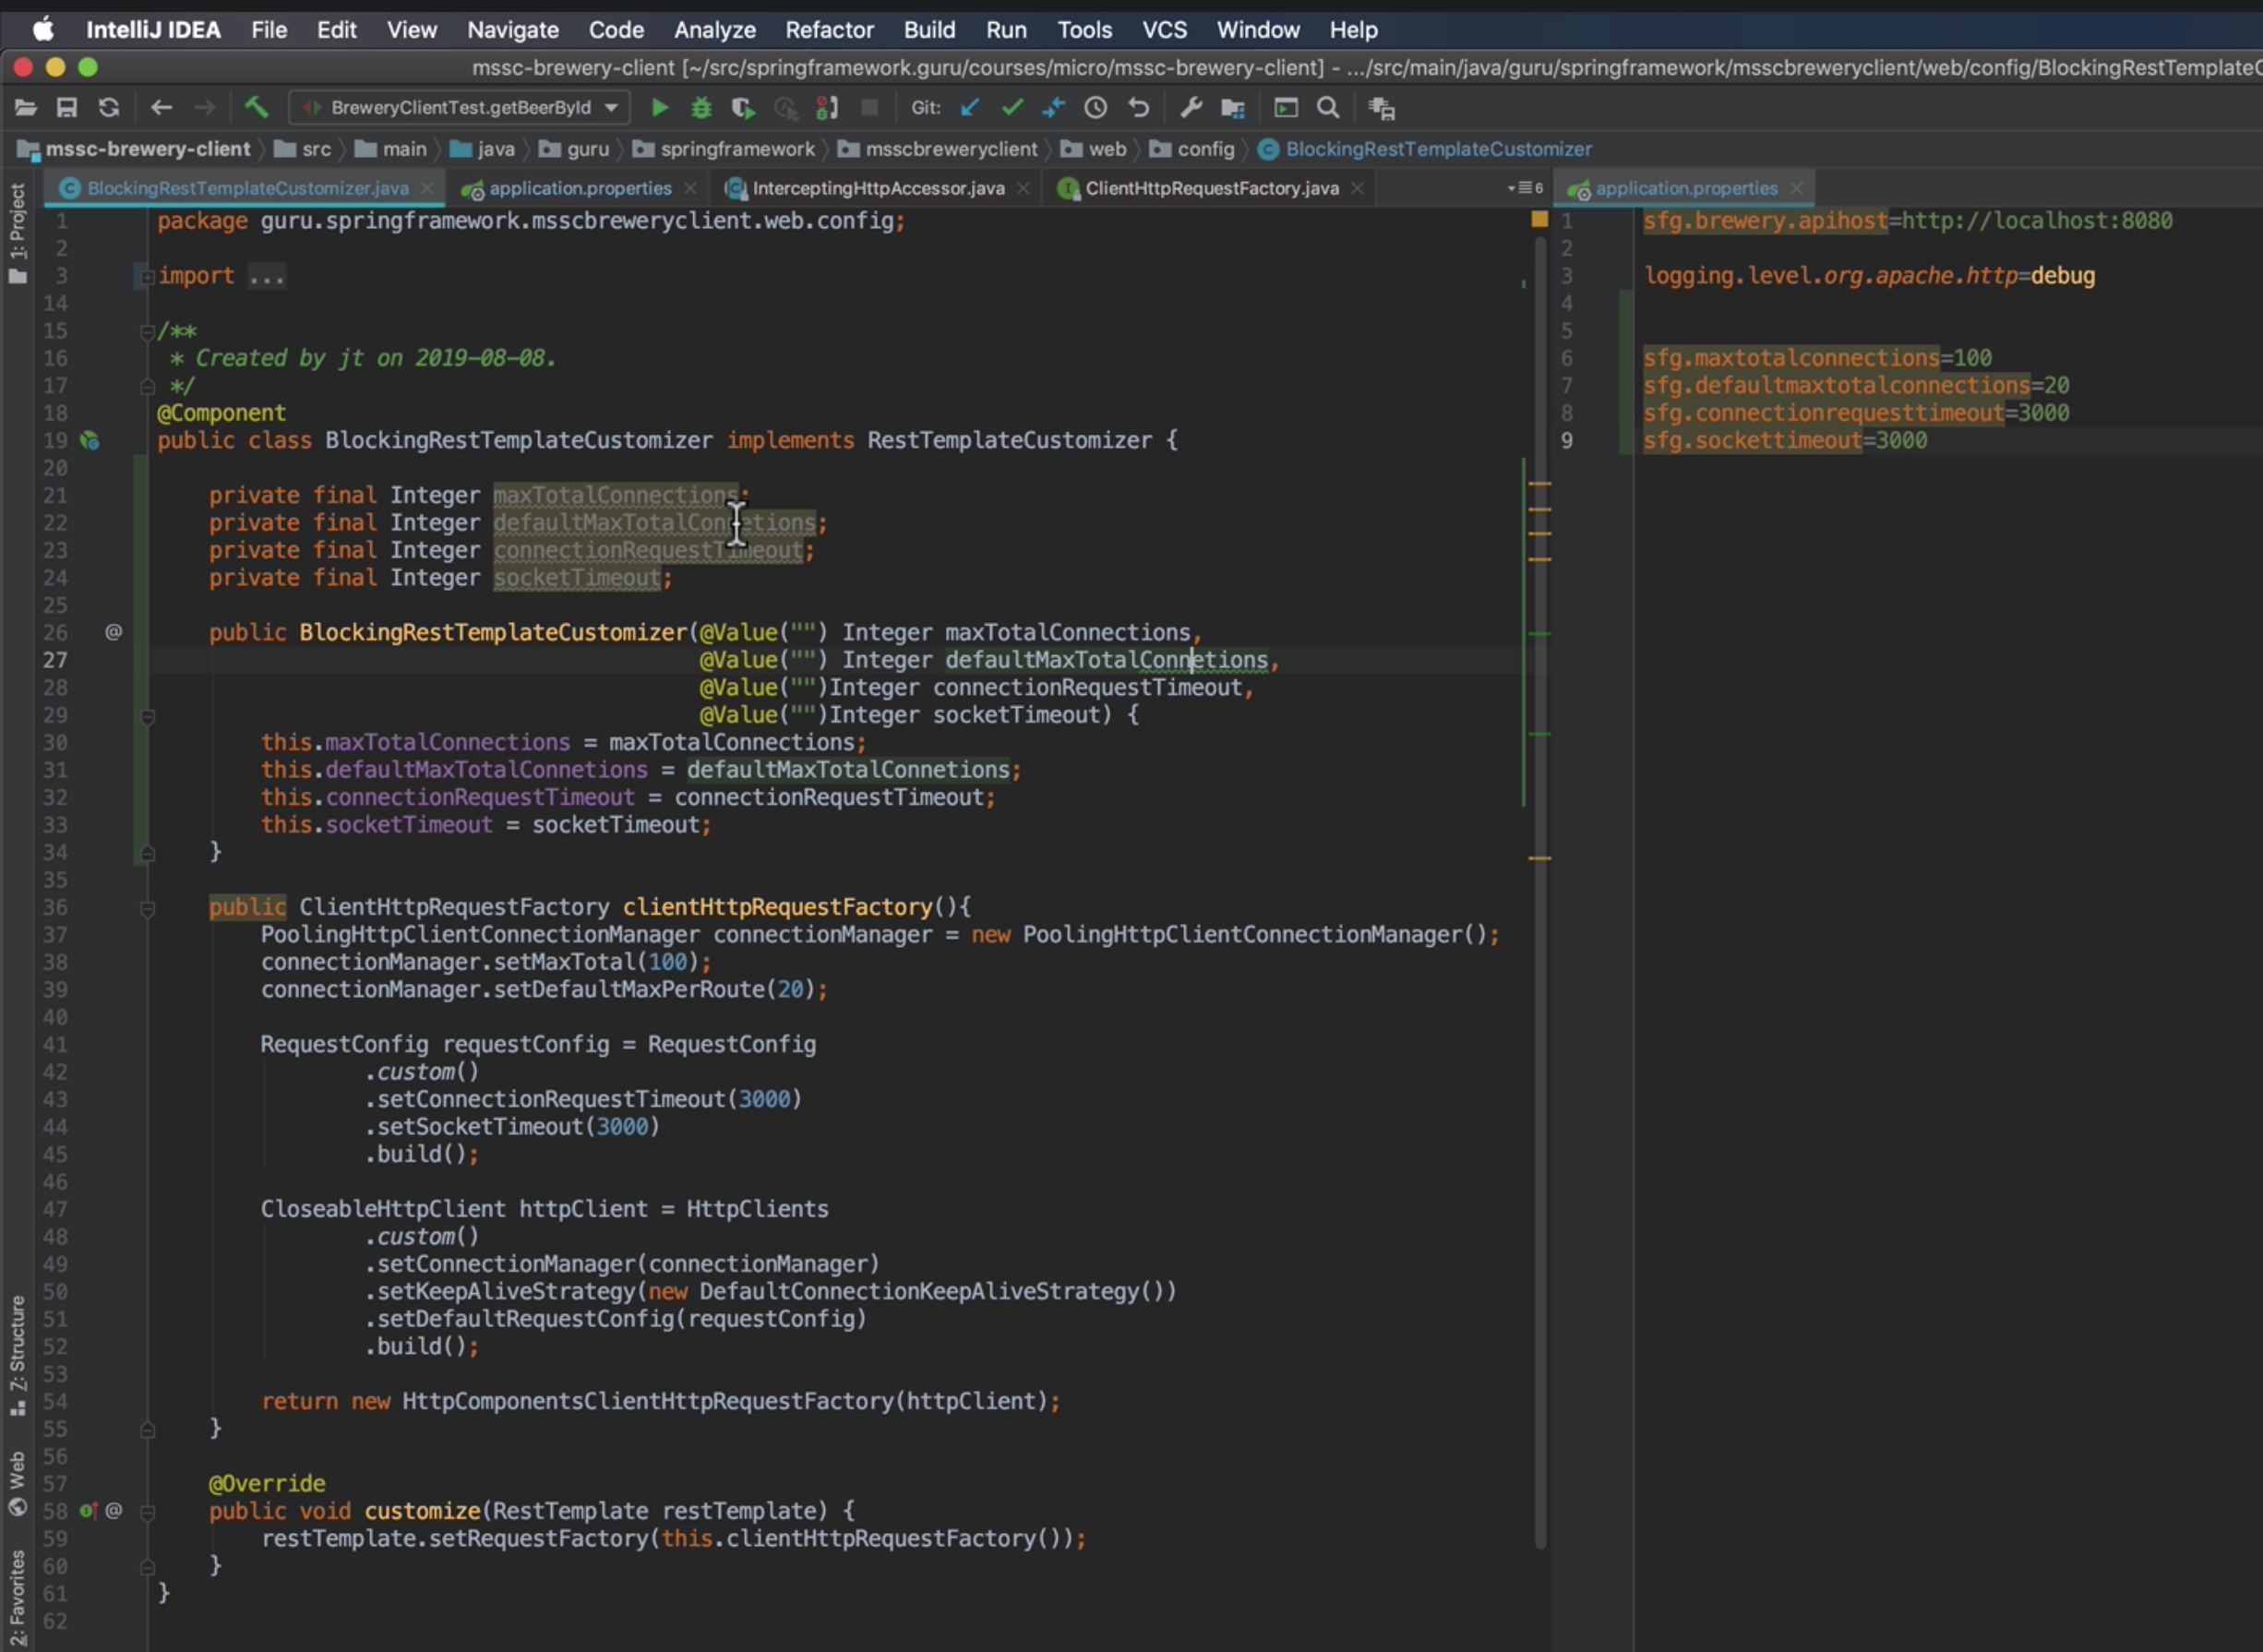 IntelliJ IDEA File Edit View Navigate Code Analyze Refactor Build Run Tools VCS Window Help
mssc-brewery-client [~/src/springframework.guru/courses/micro/mssc-brewery-client] - .../src/main/java/guru/springframework/msscbreweryclient/web/config/BlockingRestTemplateC
BreweryClientTest.getBeerById Git:
mssc-brewery-client src main java guru springframework msscbreweryclient web config BlockingRestTemplateCustomizer
BlockingRestTemplateCustomizer.java application.properties InterceptingHttpAccessor.java ClientHttpRequestFactory.java 6 application.properties
1: Project
1 package guru.springframework.msscbreweryclient.web.config;
2
3 import ...
14
15 /**
16 * Created by jt on 2019-08-08.
17 */
18 @Component
19 public class BlockingRestTemplateCustomizer implements RestTemplateCustomizer {
20
21 private final Integer maxTotalConnections;
22 private final Integer defaultMaxTotalConnetions;
23 private final Integer connectionRequestTimeout;
24 private final Integer socketTimeout;
25
26 @ public BlockingRestTemplateCustomizer(@Value("") Integer maxTotalConnections,
27 @Value("") Integer defaultMaxTotalConnetions,
28 @Value("")Integer connectionRequestTimeout,
29 @Value("")Integer socketTimeout) {
30 this.maxTotalConnections = maxTotalConnections;
31 this.defaultMaxTotalConnetions = defaultMaxTotalConnetions;
32 this.connectionRequestTimeout = connectionRequestTimeout;
33 this.socketTimeout = socketTimeout;
34 }
35
36 public ClientHttpRequestFactory clientHttpRequestFactory(){
37 PoolingHttpClientConnectionManager connectionManager = new PoolingHttpClientConnectionManager();
38 connectionManager.setMaxTotal(100);
39 connectionManager.setDefaultMaxPerRoute(20);
40
41 RequestConfig requestConfig = RequestConfig
42 .custom()
43 .setConnectionRequestTimeout(3000)
44 .setSocketTimeout(3000)
45 .build();
46
47 CloseableHttpClient httpClient = HttpClients
48 .custom()
49 .setConnectionManager(connectionManager)
50 .setKeepAliveStrategy(new DefaultConnectionKeepAliveStrategy())
51 .setDefaultRequestConfig(requestConfig)
52 .build();
53
54 return new HttpComponentsClientHttpRequestFactory(httpClient);
55 }
56
57 @Override
58 @ public void customize(RestTemplate restTemplate) {
59 restTemplate.setRequestFactory(this.clientHttpRequestFactory());
60 }
61 }
62
Z: Structure
Web
2: Favorites
1 sfg.brewery.apihost=http://localhost:8080
2
3 logging.level.org.apache.http=debug
4
5
6 sfg.maxtotalconnections=100
7 sfg.defaultmaxtotalconnections=20
8 sfg.connectionrequesttimeout=3000
9 sfg.sockettimeout=3000